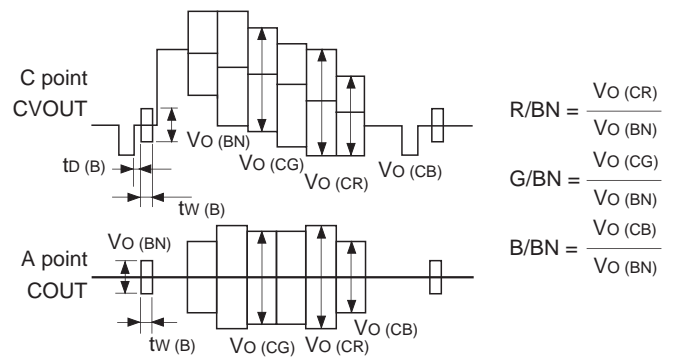 C point
CVOUT
VO (BN)
VO (CG)
VO (CR)
VO (CB)
tD (B)
tW (B)
R/BN = VO (CR) / VO (BN)
G/BN = VO (CG) / VO (BN)
B/BN = VO (CB) / VO (BN)
VO (BN)
A point
COUT
tW (B)
VO (CG)
VO (CR)
VO (CB)